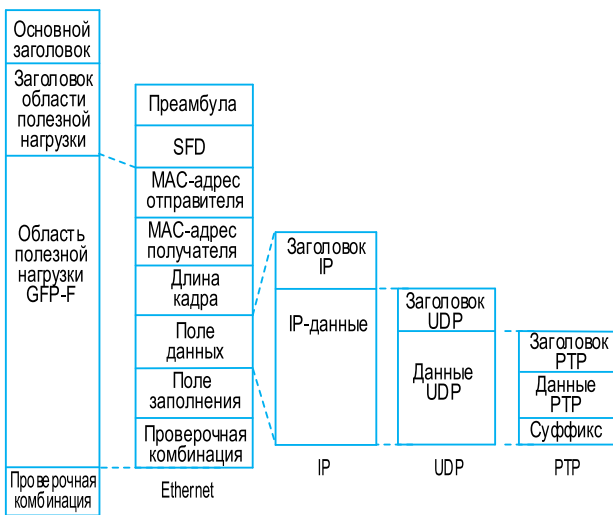 Основной
заголовок
Заголовок
области
полезной
нагрузки
Область
полезной
нагрузки
GFP-F
Проверочная
комбинация
Преамбула
SFD
MAC-адрес
отправителя
MAC-адрес
получателя
Длина
кадра
Поле
данных
Поле
заполнения
Проверочная
комбинация
Ethernet
Заголовок
IP
IP-данные
IP
Заголовок
UDP
Данные
UDP
UDP
Заголовок
PTP
Данные
PTP
Суффикс
PTP